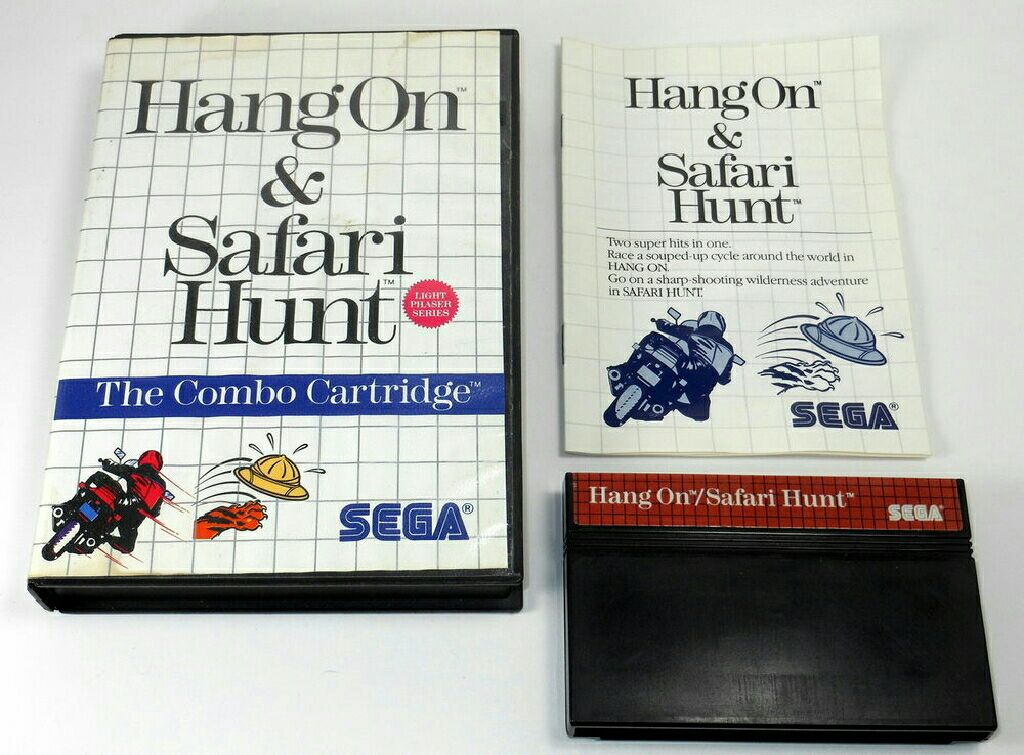 Hang On™
&
Safari
Hunt™
LIGHT
PHASER
SERIES
The Combo Cartridge™
SEGA®
Hang On™
&
Safari
Hunt™
Two super hits in one.
Race a souped-up cycle around the world in
HANG ON.
Go on a sharp-shooting wilderness adventure
in SAFARI HUNT.
SEGA®
Hang On™/Safari Hunt™
SEGA®